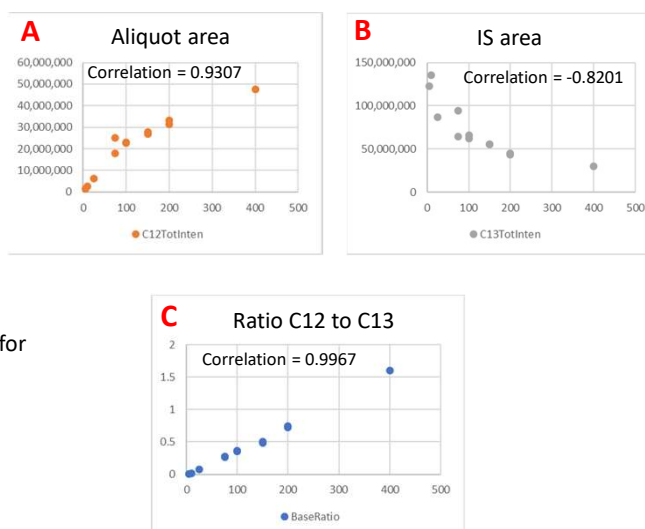 A
Aliquot area
Correlation = 0.9307
60,000,000
50,000,000
40,000,000
30,000,000
20,000,000
10,000,000
0
0 100 200 300 400 500
C12TotInten
B
IS area
Correlation = -0.8201
150,000,000
100,000,000
50,000,000
0
0 100 200 300 400 500
C13TotInten
for
C
Ratio C12 to C13
Correlation = 0.9967
2
1.5
1
0.5
0
0 100 200 300 400 500
BaseRatio